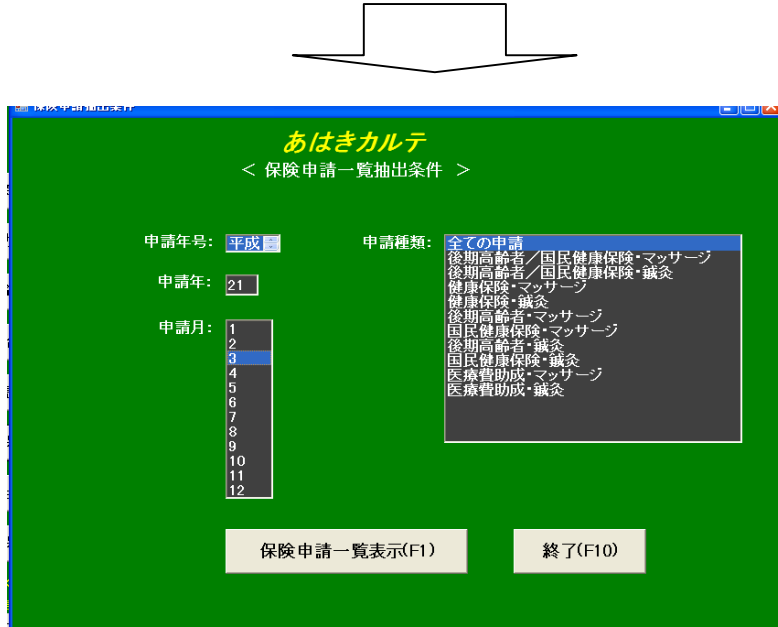 保険申請抽出条件
あはきカルテ
＜ 保険申請一覧抽出条件 ＞
申請年号: 平成
申請年: 21
申請月: 1
2
3
4
5
6
7
8
9
10
11
12
申請種類: 全ての申請
後期高齢者／国民健康保険・マッサージ
後期高齢者／国民健康保険・鍼灸
健康保険・マッサージ
健康保険・鍼灸
後期高齢者・マッサージ
国民健康保険・マッサージ
後期高齢者・鍼灸
国民健康保険・鍼灸
医療費助成・マッサージ
医療費助成・鍼灸
保険申請一覧表示(F1)
終了(F10)